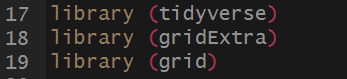 17 library (tidyverse)
18 library (gridExtra)
19 library (grid)